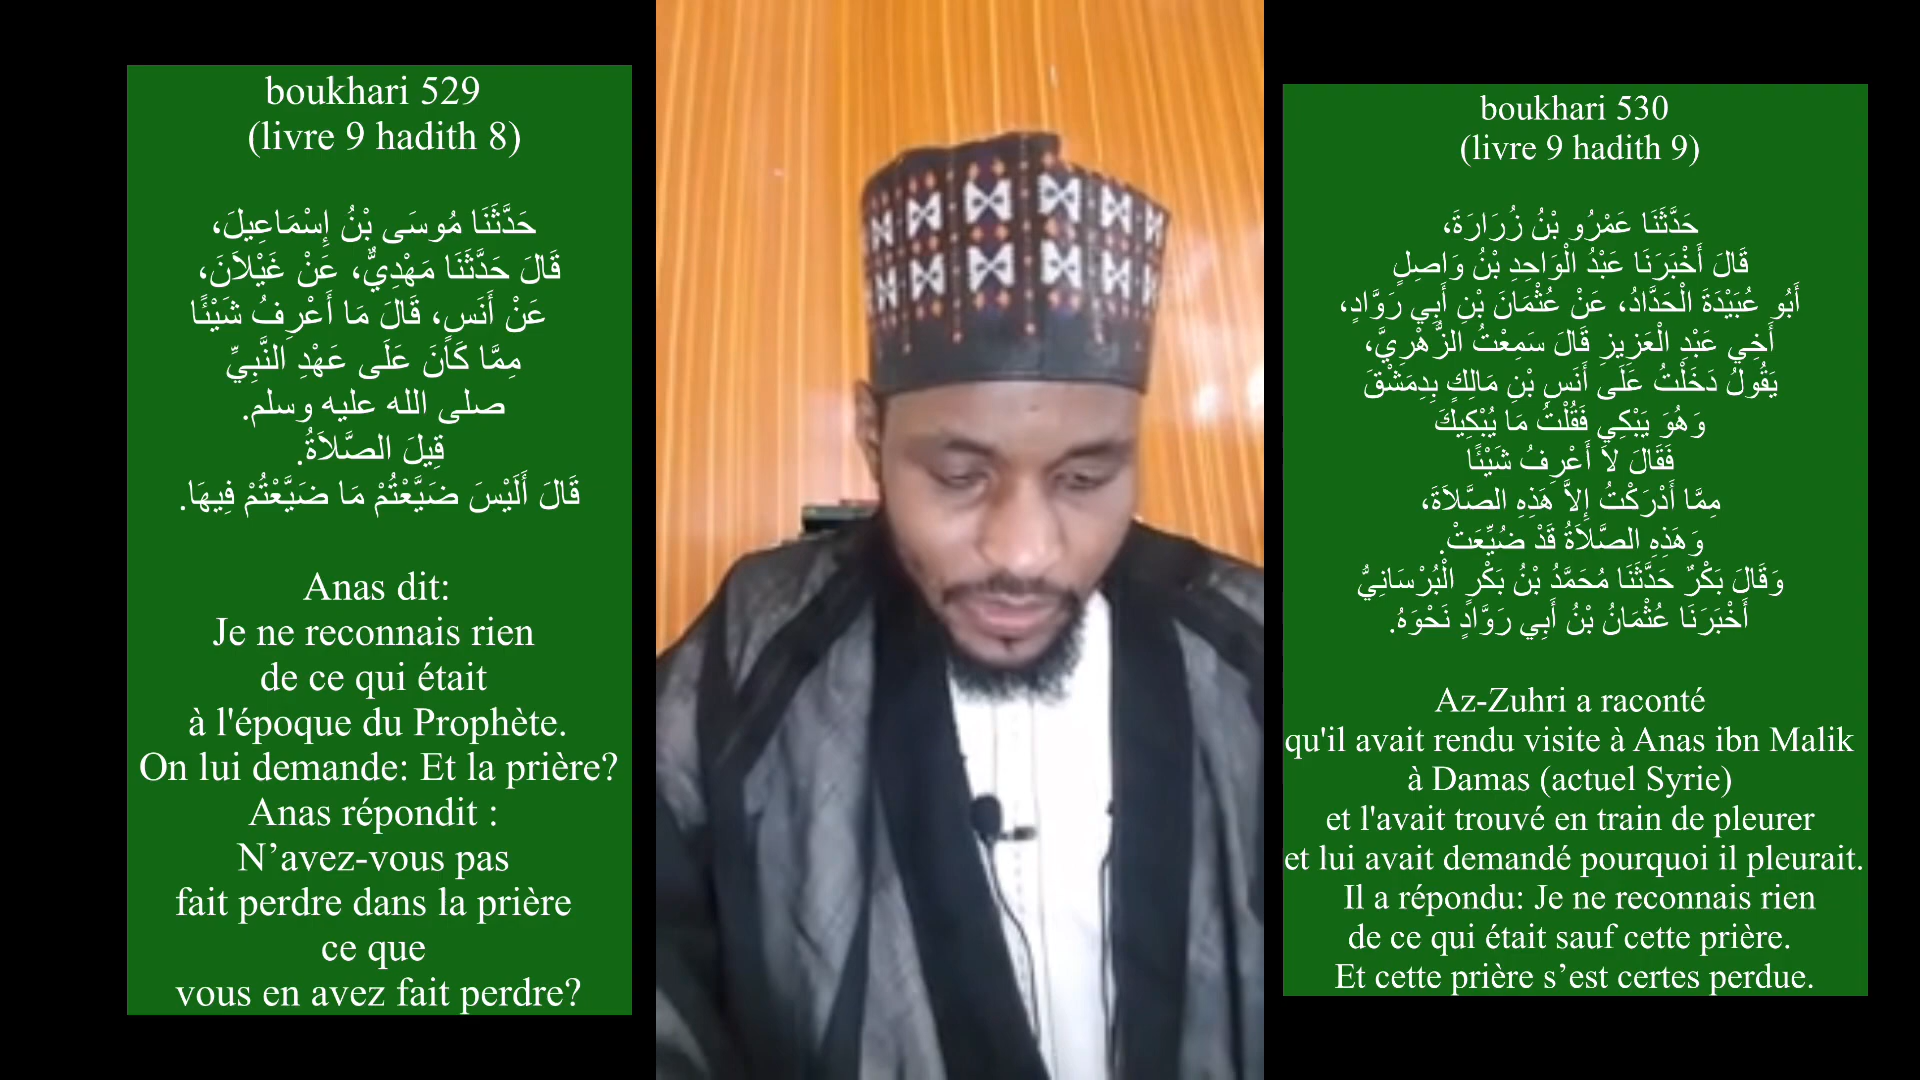 boukhari 529
(livre 9 hadith 8)
حَدَّثَنَا مُوسَى بْنُ إِسْمَاعِيلَ،
قَالَ حَدَّثَنَا مَهْدِيٌّ، عَنْ غَيْلاَنَ،
عَنْ أَنَسٍ، قَالَ مَا أَعْرِفُ شَيْئًا
مِمَّا كَانَ عَلَى عَهْدِ النَّبِيِّ
صلى الله عليه وسلم.
قِيلَ الصَّلاَةُ.
قَالَ أَلَيْسَ ضَيَّعْتُمْ مَا ضَيَّعْتُمْ فِيهَا.
Anas dit:
Je ne reconnais rien
de ce qui était
à l'époque du Prophète.
On lui demande: Et la prière?
Anas répondit :
N’avez-vous pas
fait perdre dans la prière
ce que
vous en avez fait perdre?
boukhari 530
(livre 9 hadith 9)
حَدَّثَنَا عَمْرُو بْنُ زُرَارَةَ،
قَالَ أَخْبَرَنَا عَبْدُ الْوَاحِدِ بْنُ وَاصِلٍ
أَبُو عُبَيْدَةَ الْحَدَّادُ، عَنْ عُثْمَانَ بْنِ أَبِي رَوَّادٍ،
أَخِي عَبْدِ الْعَزِيزِ قَالَ سَمِعْتُ الزُّهْرِيَّ،
يَقُولُ دَخَلْتُ عَلَى أَنَسِ بْنِ مَالِكٍ بِدِمَشْقَ
وَهُوَ يَبْكِي فَقُلْتُ مَا يُبْكِيكَ
فَقَالَ لاَ أَعْرِفُ شَيْئًا
مِمَّا أَدْرَكْتُ إِلاَّ هَذِهِ الصَّلاَةَ،
وَهَذِهِ الصَّلاَةُ قَدْ ضُيِّعَتْ.
وَقَالَ بَكْرٌ حَدَّثَنَا مُحَمَّدُ بْنُ بَكْرٍ الْبُرْسَانِيُّ
أَخْبَرَنَا عُثْمَانُ بْنُ أَبِي رَوَّادٍ نَحْوَهُ.
Az-Zuhri a raconté
qu'il avait rendu visite à Anas ibn Malik
à Damas (actuel Syrie)
et l'avait trouvé en train de pleurer
et lui avait demandé pourquoi il pleurait.
Il a répondu: Je ne reconnais rien
de ce qui était sauf cette prière.
Et cette prière s’est certes perdue.